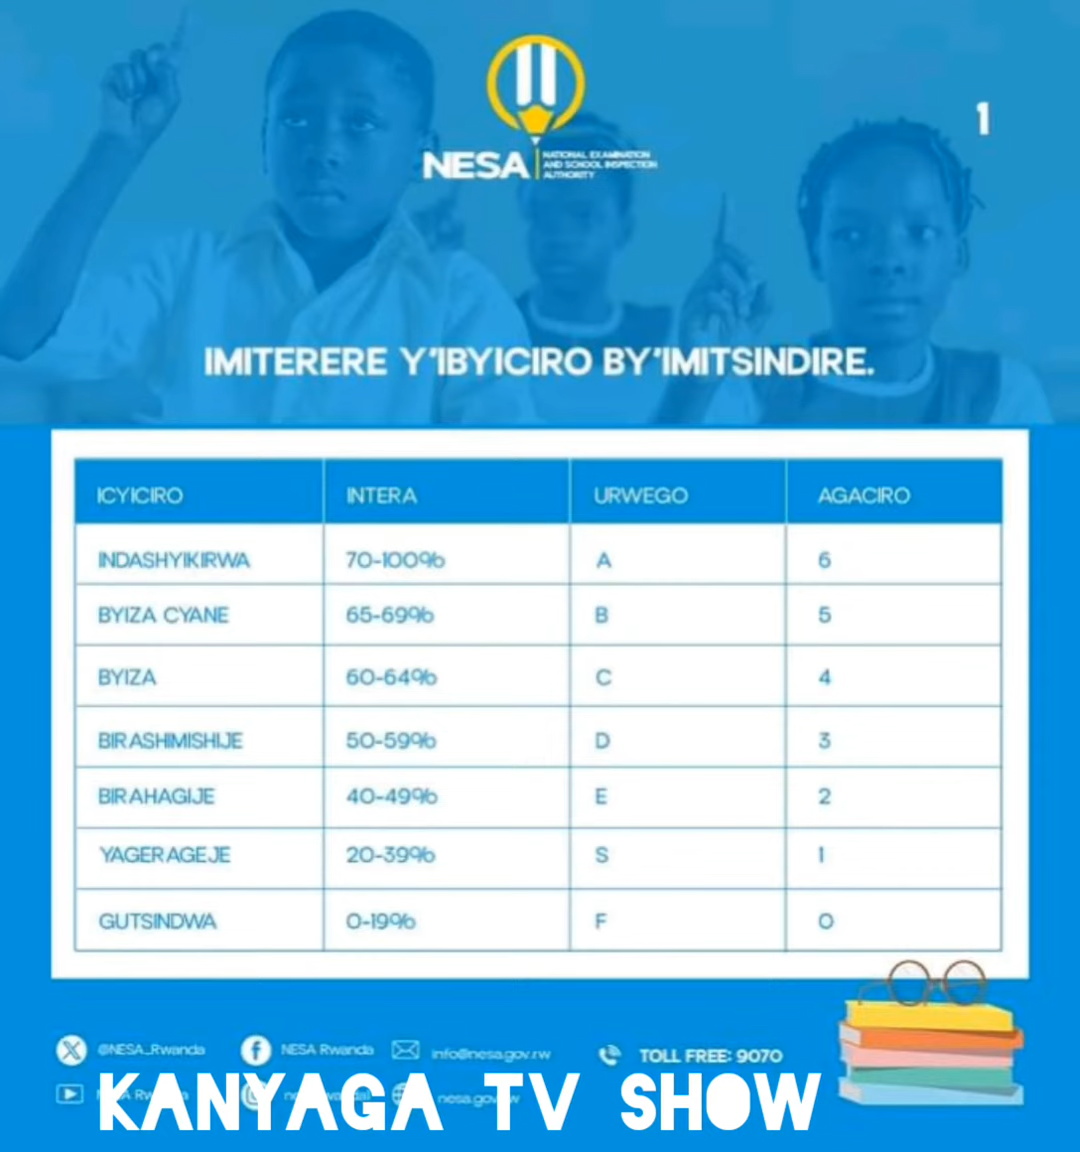 1
NESA
NATIONAL EXAMINATION
AND SCHOOL INSPECTION
AUTHORITY
IMITERERE Y'IBYICIRO BY'IMITSINDIRE.
ICYICIRO INTERA URWEGO AGACIRO
INDASHYIKIRWA 70-100% A 6
BYIZA CYANE 65-69% B 5
BYIZA 60-64% C 4
BIRASHIMISHIJE 50-59% D 3
BIRAHAGIJE 40-49% E 2
YAGERAGEJE 20-39% S 1
GUTSINDWA 0-19% F 0
@NESA_Rwanda NESA Rwanda info@nesa.gov.rw TOLL FREE: 9070
KANYAGA TV SHOW